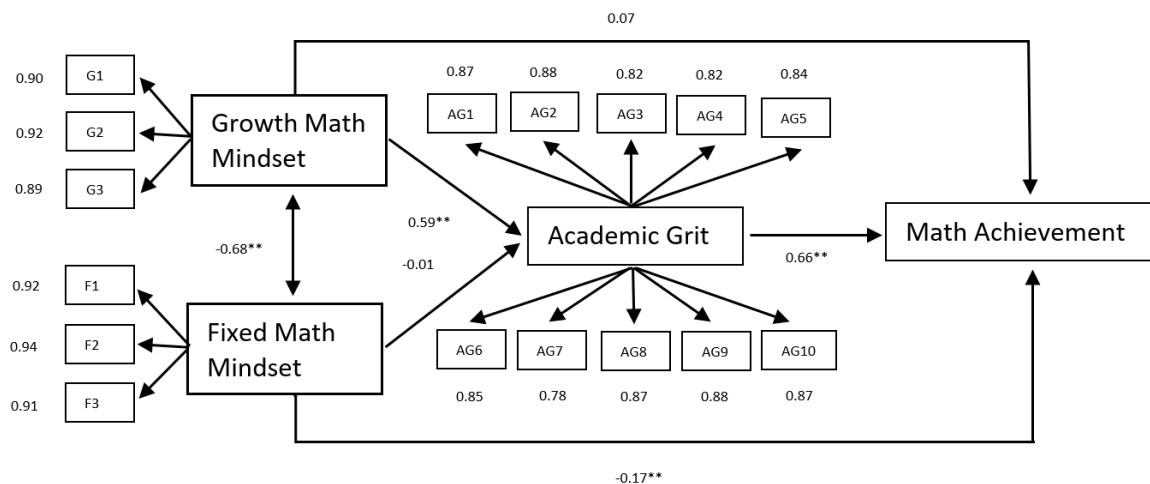 0.07
0.90 G1
0.92 G2
0.89 G3
Growth Math
Mindset
0.87 0.88 0.82 0.82 0.84
AG1 AG2 AG3 AG4 AG5
-0.68**
0.59**
-0.01
Academic Grit
0.66**
Math Achievement
0.92 F1
0.94 F2
0.91 F3
Fixed Math
Mindset
AG6 AG7 AG8 AG9 AG10
0.85 0.78 0.87 0.88 0.87
-0.17**